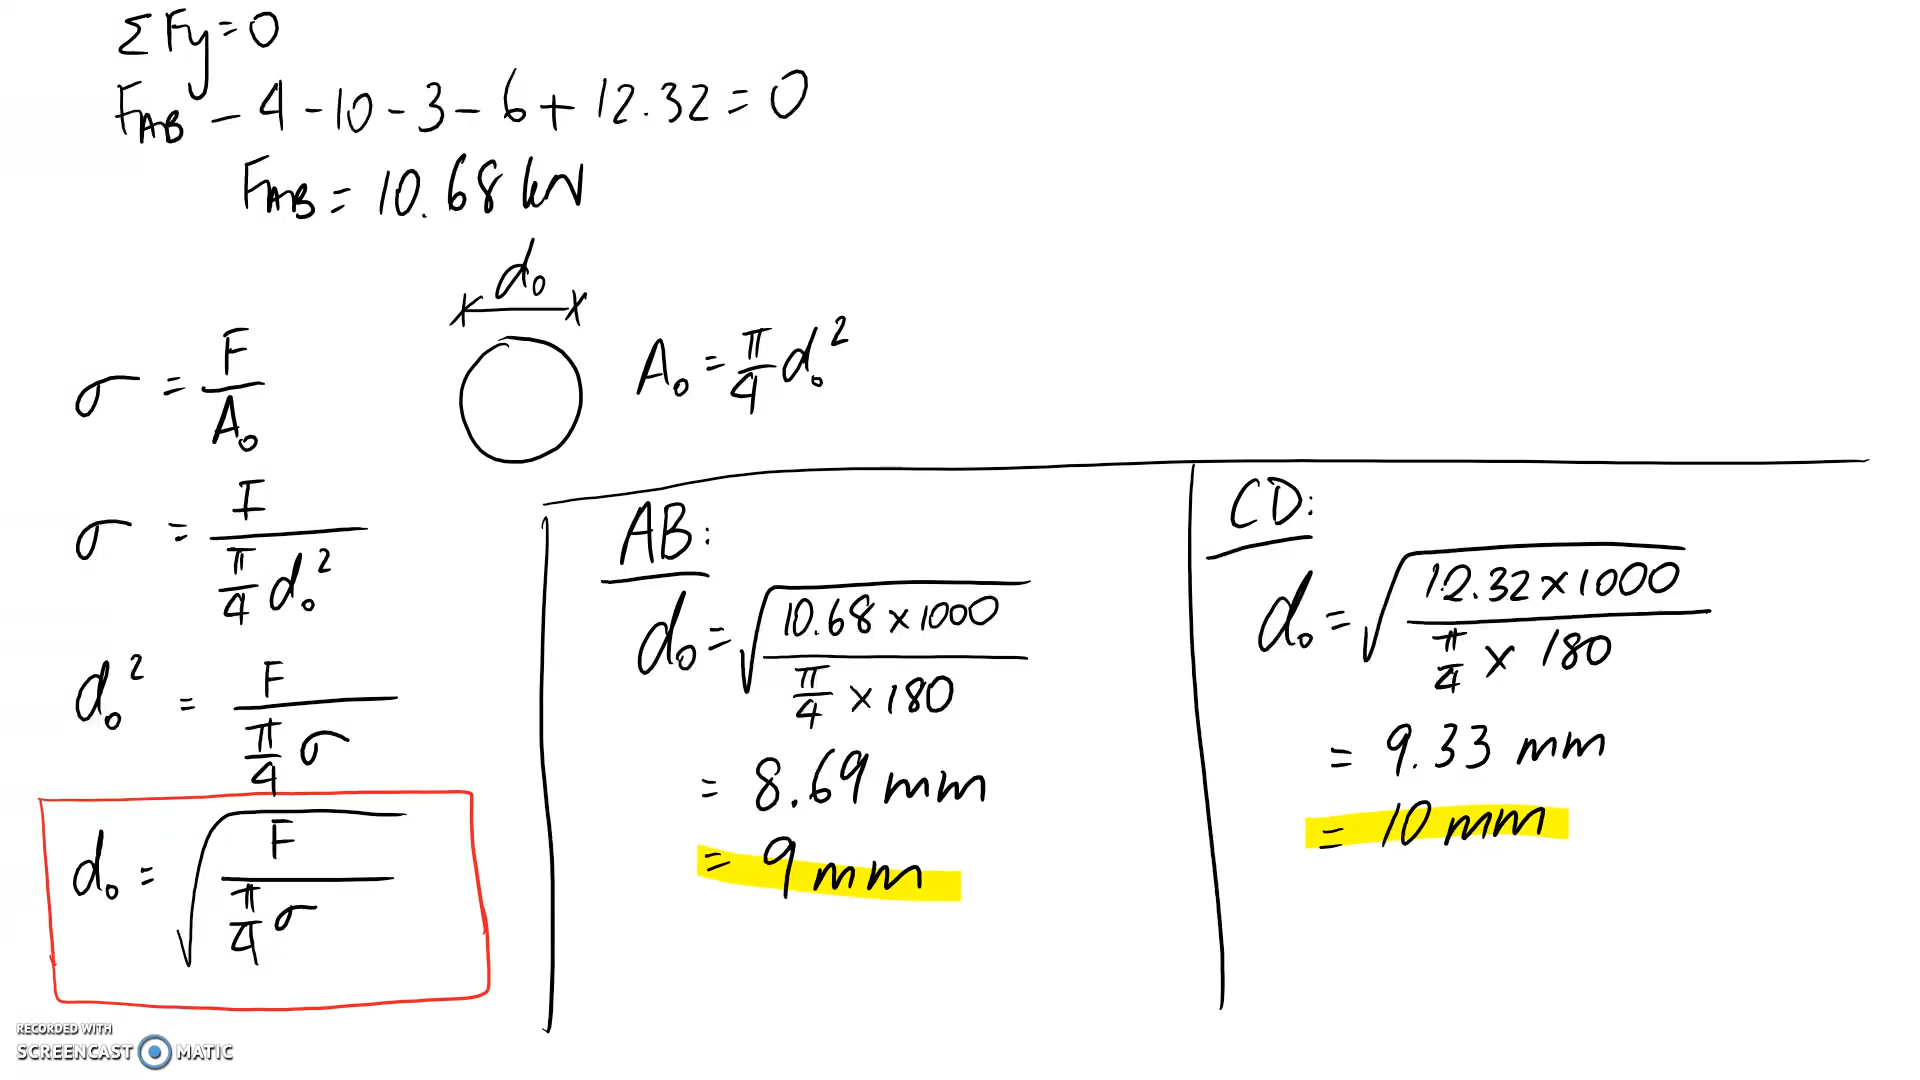 ΣFy=0
F_AB - 4 - 10 - 3 - 6 + 12.32 = 0
F_AB = 10.68 kN
d₀
σ = F/A₀
A₀ = π/4 d₀²
σ = F/(π/4 d₀²)
d₀² = F/(π/4 σ)
d₀ = √(F/(π/4 σ))
AB:
d₀ = √((10.68 × 1000)/(π/4 × 180))
= 8.69 mm
= 9 mm
CD:
d₀ = √((12.32 × 1000)/(π/4 × 180))
= 9.33 mm
= 10 mm
RECORDED WITH
SCREENCAST MATIC